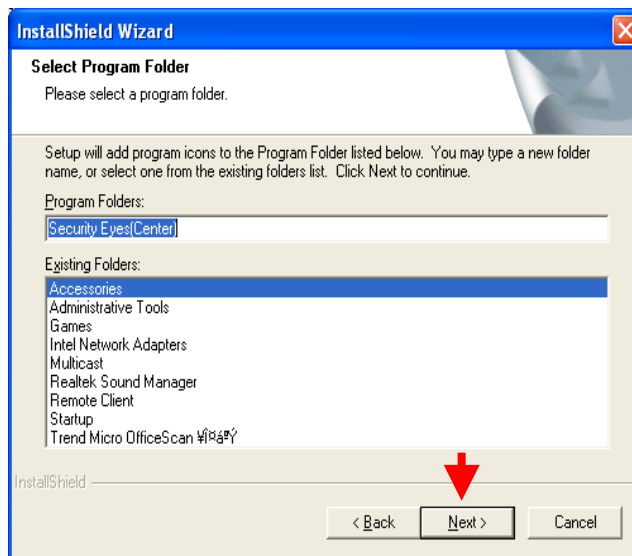 InstallShield Wizard
Select Program Folder
Please select a program folder.
Setup will add program icons to the Program Folder listed below. You may type a new folder
name, or select one from the existing folders list. Click Next to continue.
Program Folders:
Security Eyes(Center)
Existing Folders:
Accessories
Administrative Tools
Games
Intel Network Adapters
Multicast
Realtek Sound Manager
Remote Client
Startup
Trend Micro OfficeScan ¥Î¤áºÝ
InstallShield
< Back Next > Cancel